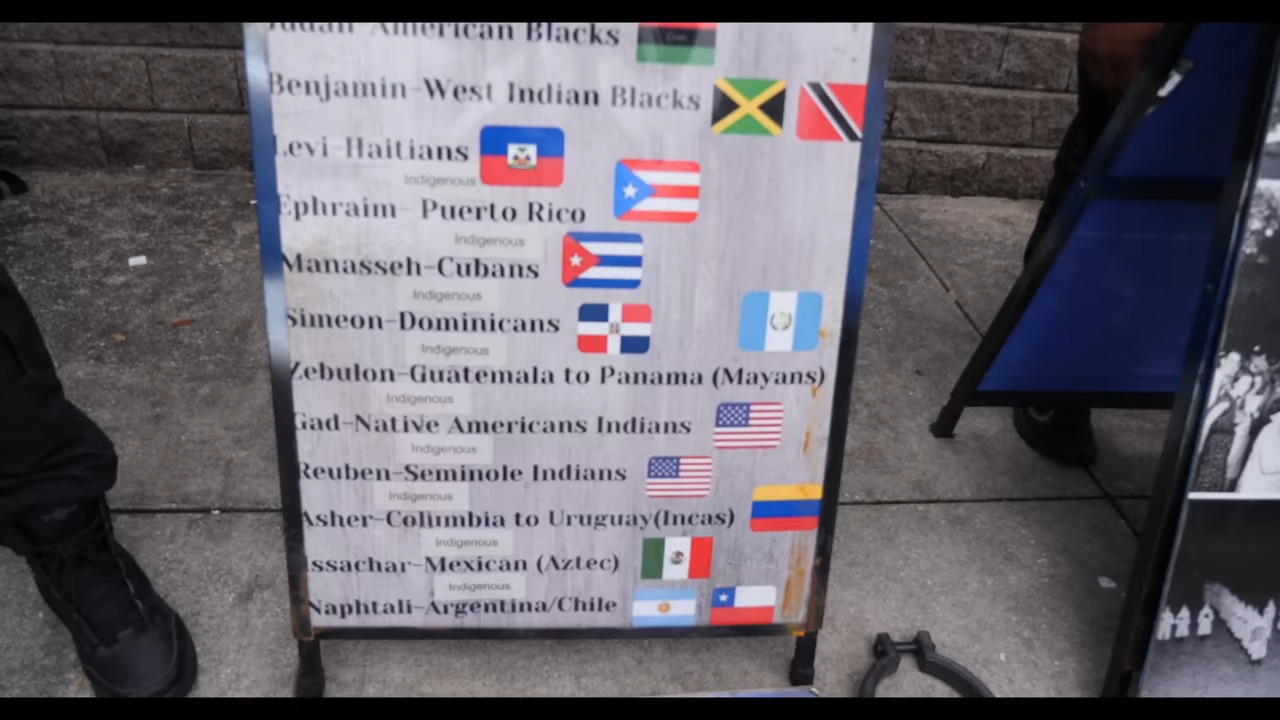 Judah-American Blacks
Benjamin-West Indian Blacks
Levi-Haitians
Indigenous
Ephraim- Puerto Rico
Indigenous
Manasseh-Cubans
Indigenous
Simeon-Dominicans
Indigenous
Zebulon-Guatemala to Panama (Mayans)
Indigenous
Gad-Native Americans Indians
Indigenous
Reuben-Seminole Indians
Indigenous
Asher-Columbia to Uruguay(Incas)
Indigenous
Issachar-Mexican (Aztec)
Indigenous
Naphtali-Argentina/Chile